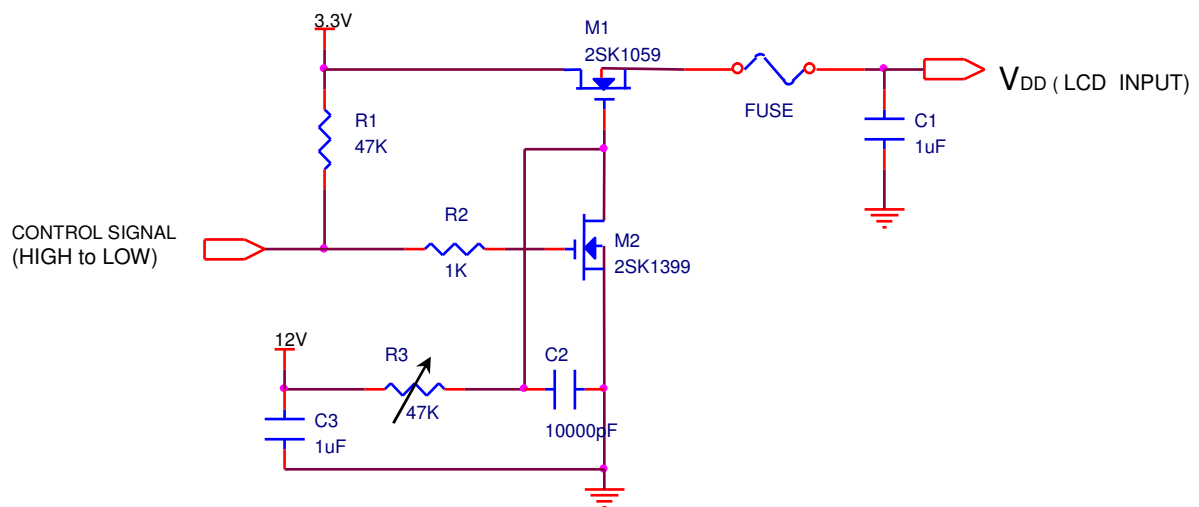 3.3V
M1
2SK1059
FUSE
VDD ( LCD INPUT)
R1
47K
C1
1uF
CONTROL SIGNAL
(HIGH to LOW)
R2
1K
M2
2SK1399
12V
R3
47K
C2
10000pF
C3
1uF